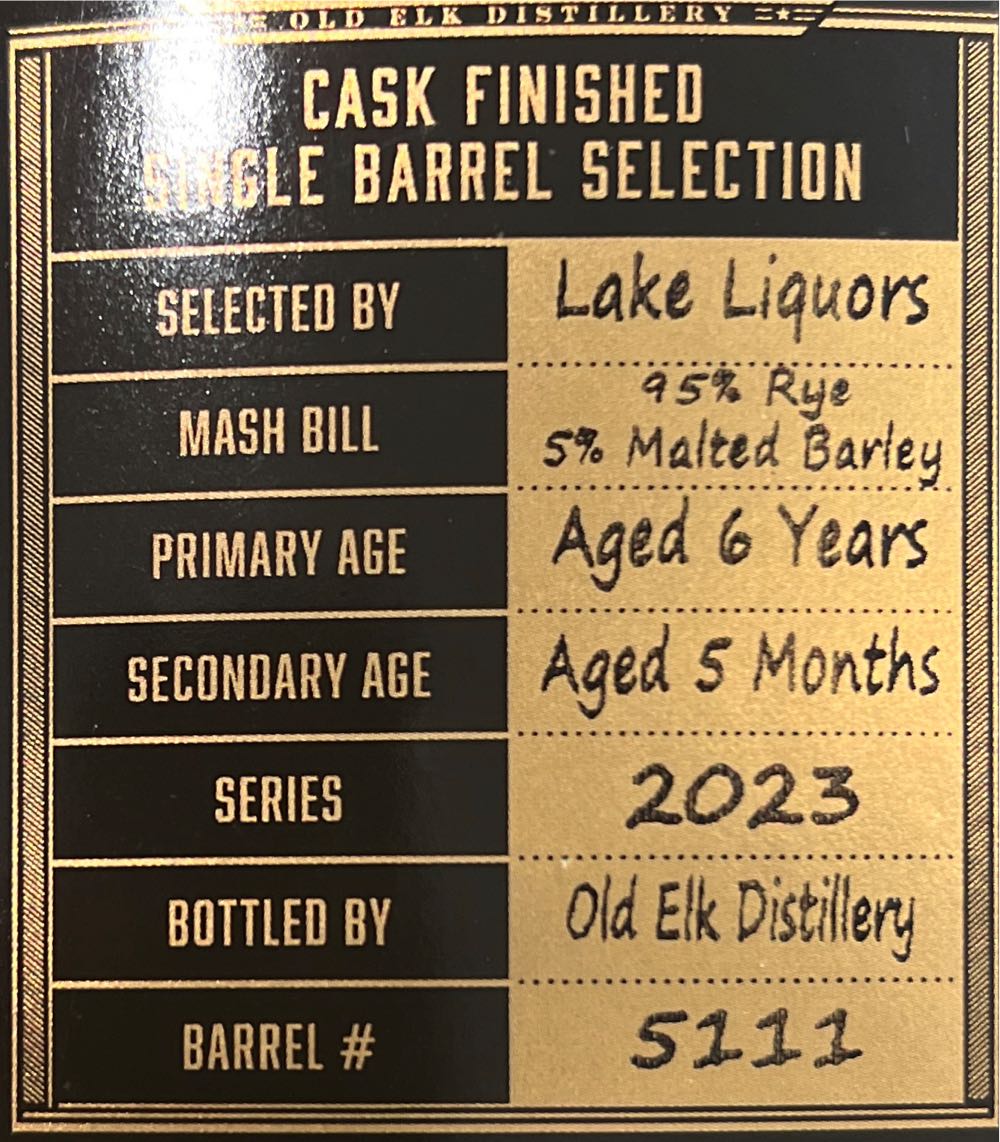 OLD ELK DISTILLERY
CASK FINISHED
SINGLE BARREL SELECTION
SELECTED BY Lake Liquors
MASH BILL 95% Rye
5% Malted Barley
PRIMARY AGE Aged 6 Years
SECONDARY AGE Aged 5 Months
SERIES 2023
BOTTLED BY Old Elk Distillery
BARREL # 5111